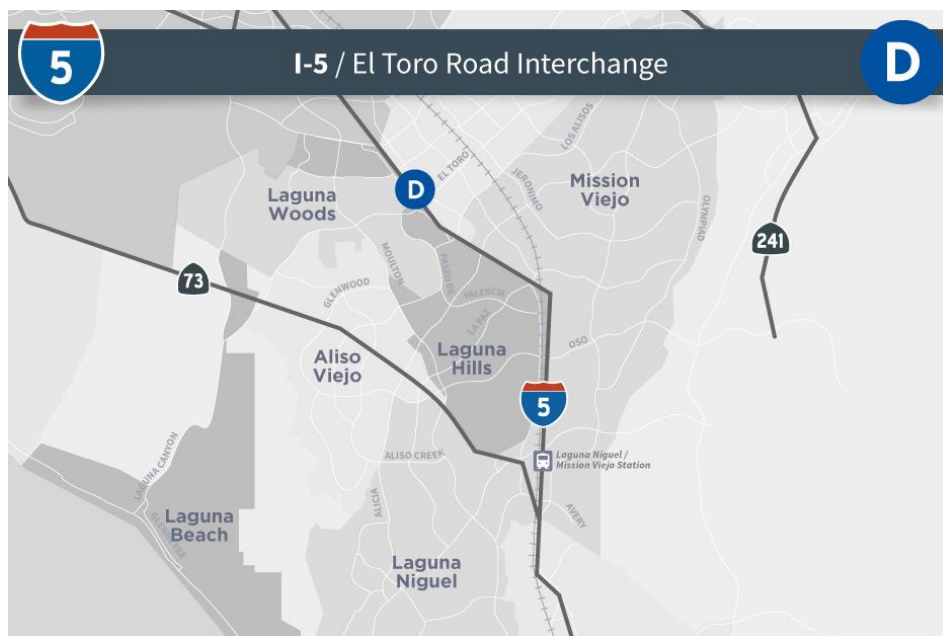 5
I-5 / El Toro Road Interchange
D
LOS ALISOS
EL TORO
JERONIMO
D
Mission
Viejo
Laguna
Woods
OLYMPIAD
241
MOULTON
PASEO DE
VALENCIA
73
GLENWOOD
LA PAZ
OSO
Aliso
Viejo
Laguna
Hills
5
ALISO CREEK
Laguna Niguel /
Mission Viejo Station
LAGUNA CANYON
ALICIA
AVERY
Laguna
Beach
GLENNEYRE
Laguna
Niguel